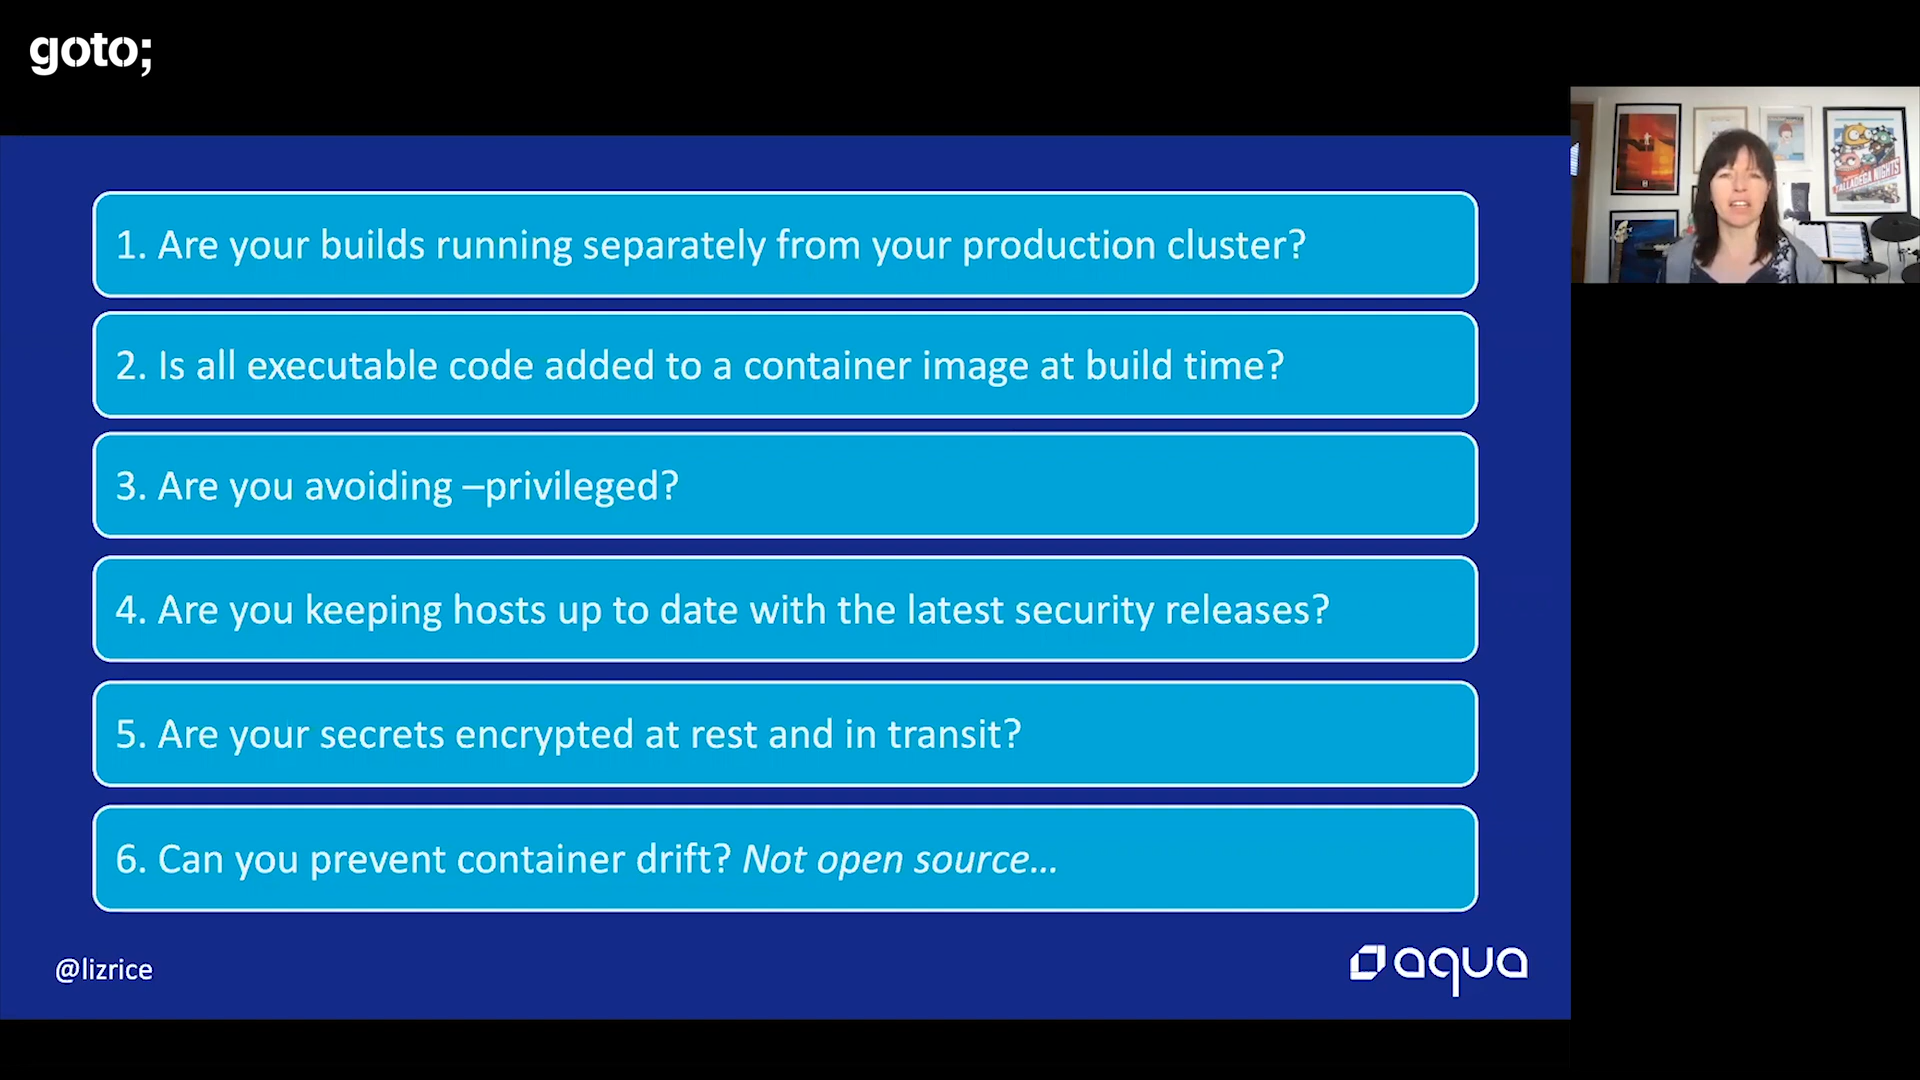 goto;
1. Are your builds running separately from your production cluster?
2. Is all executable code added to a container image at build time?
3. Are you avoiding –privileged?
4. Are you keeping hosts up to date with the latest security releases?
5. Are your secrets encrypted at rest and in transit?
6. Can you prevent container drift? Not open source...
@lizrice
aqua
TALLADEGA NIGHTS